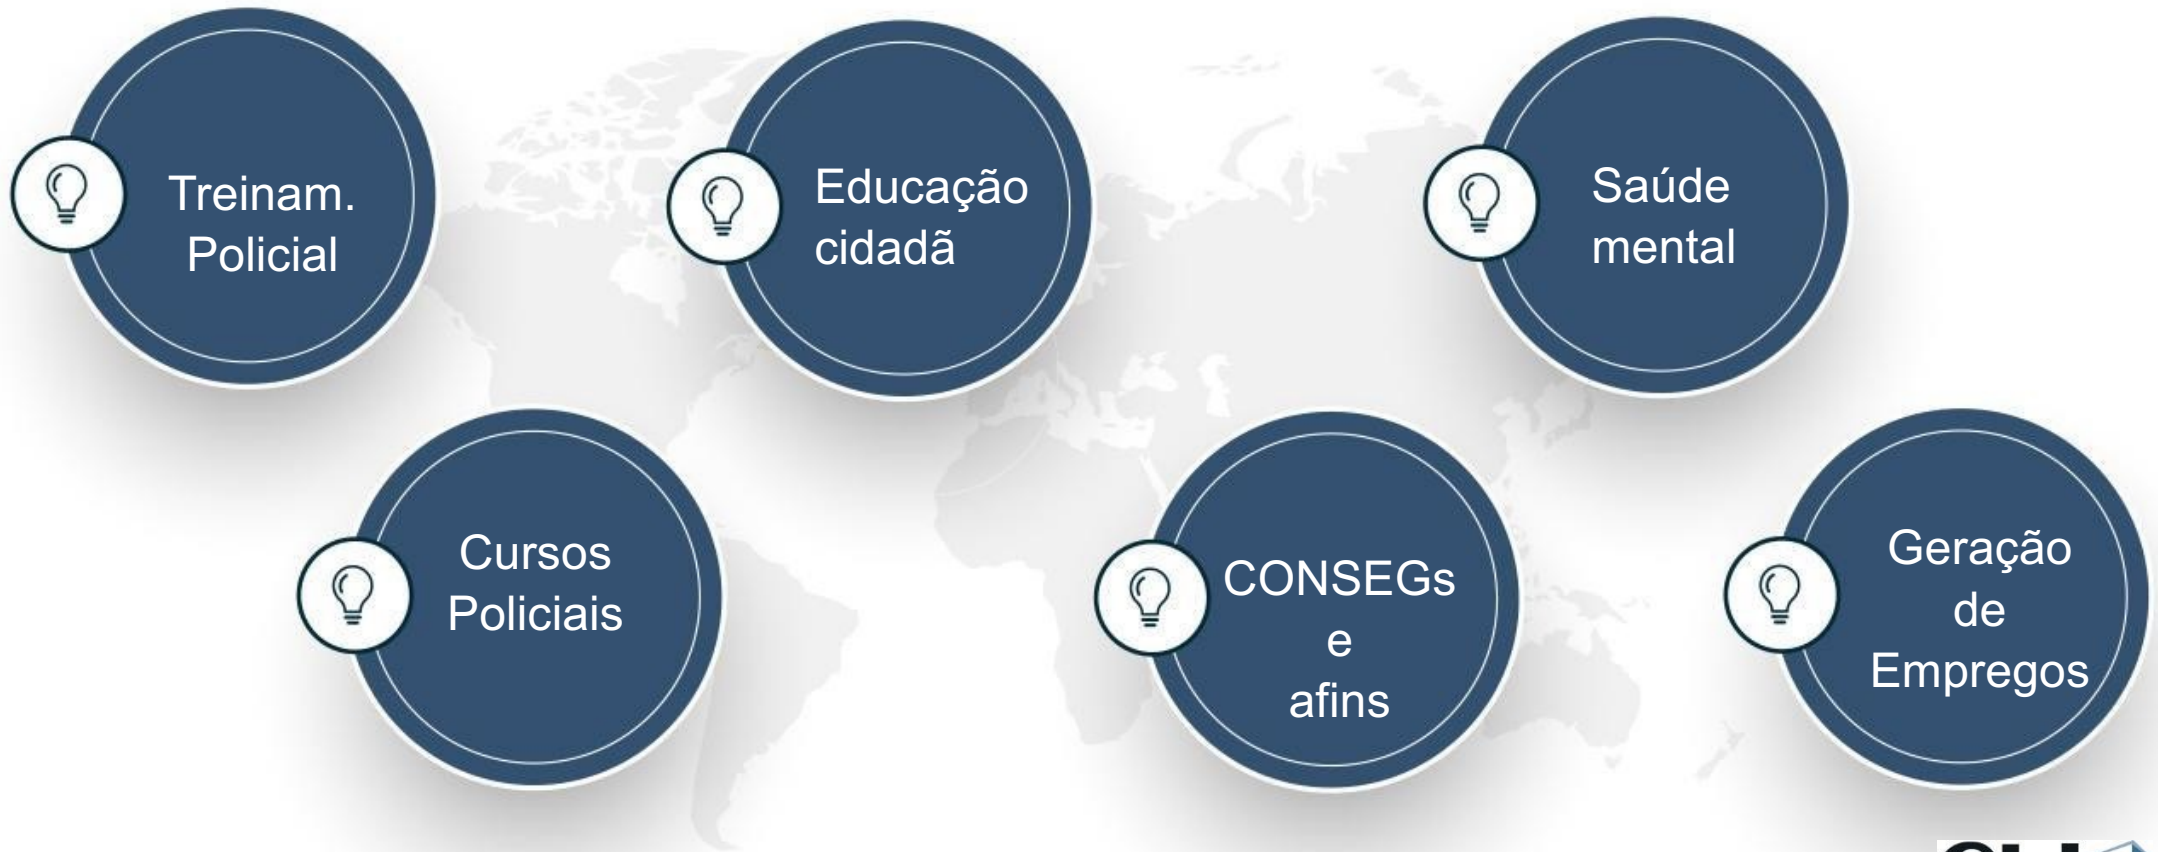 Treinam.
Policial
Educação
cidadã
Saúde
mental
Cursos
Policiais
CONSEGs
e
afins
Geração
de
Empregos